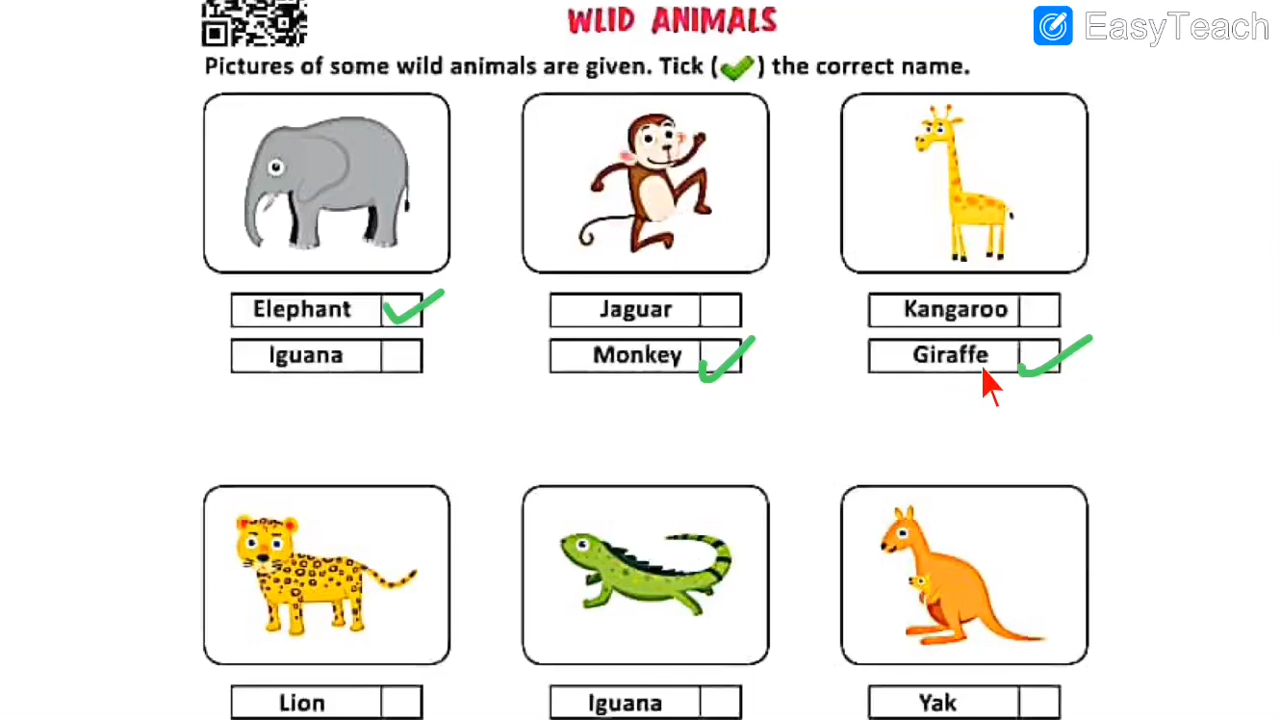 WLID ANIMALS
EasyTeach
Pictures of some wild animals are given. Tick (✔) the correct name.
Elephant
Jaguar
Kangaroo
Iguana
Monkey
Giraffe
Lion
Iguana
Yak